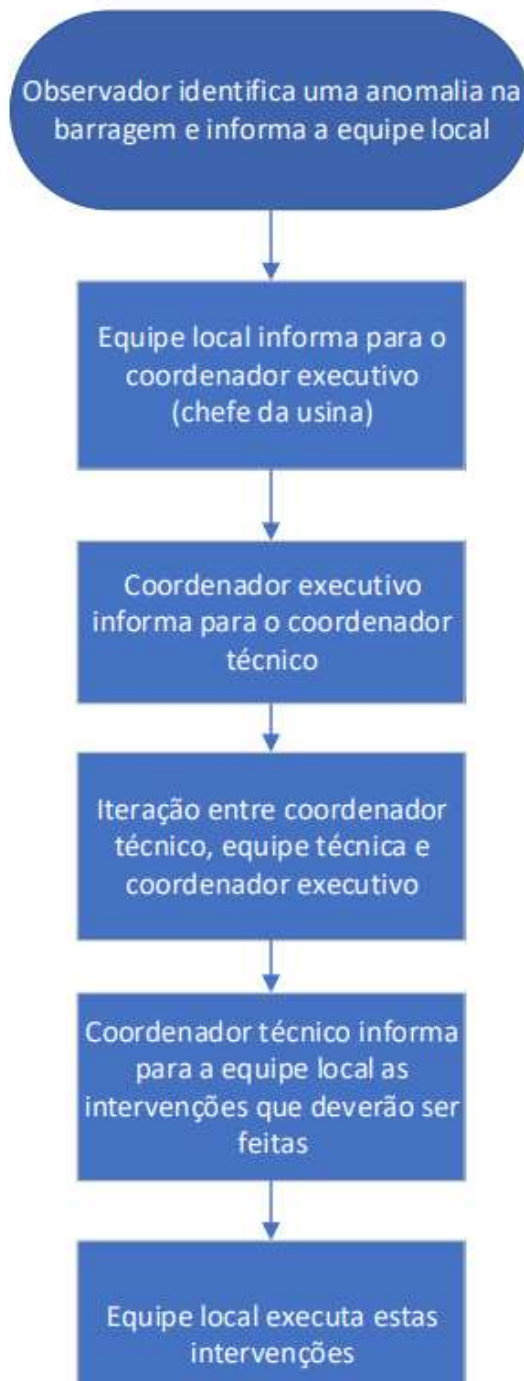 Observador identifica uma anomalia na
barragem e informa a equipe local
Equipe local informa para o
coordenador executivo
(chefe da usina)
Coordenador executivo
informa para o coordenador
técnico
Iteração entre coordenador
técnico, equipe técnica e
coordenador executivo
Coordenador técnico informa
para a equipe local as
intervenções que deverão ser
feitas
Equipe local executa estas
intervenções